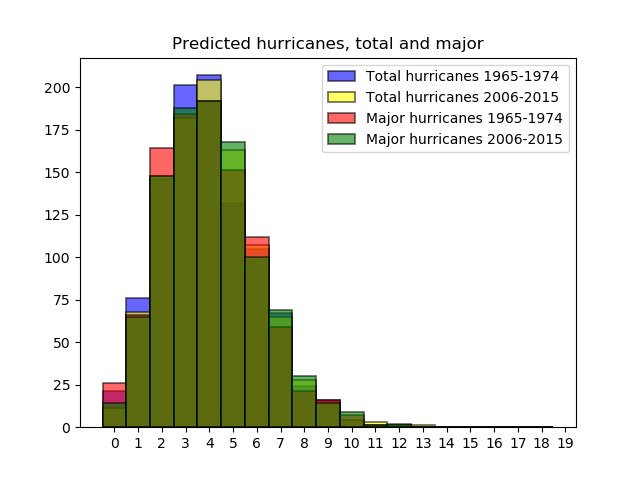 Predicted hurricanes, total and major
Total hurricanes 1965-1974
Total hurricanes 2006-2015
Major hurricanes 1965-1974
Major hurricanes 2006-2015
200
175
150
125
100
75
50
25
0
0 1 2 3 4 5 6 7 8 9 10 11 12 13 14 15 16 17 18 19